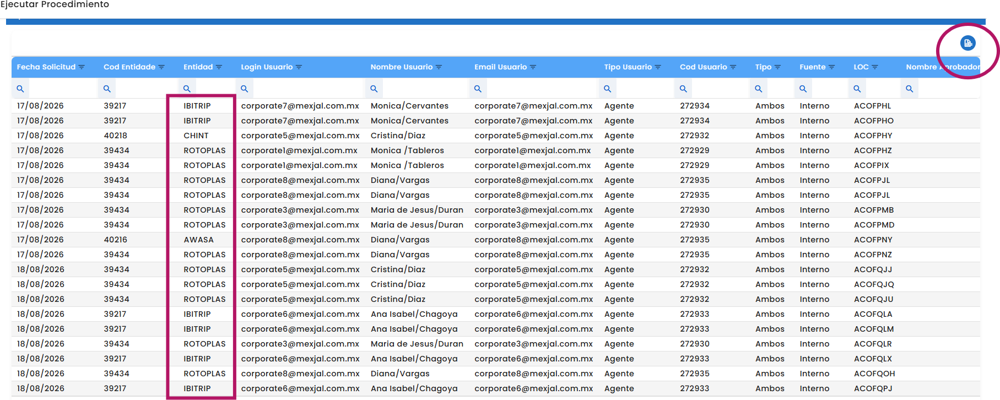 Ejecutar Procedimiento
Fecha Solicitud Cod Entidade Entidad Login Usuario Nombre Usuario Email Usuario Tipo Usuario Cod Usuario Tipo Fuente LOC Nombre Aprobador
17/08/2026 39217 IBITRIP corporate7@mexjal.com.mx Monica/Cervantes corporate7@mexjal.com.mx Agente 272934 Ambos Interno ACOFPHL
17/08/2026 39217 IBITRIP corporate7@mexjal.com.mx Monica/Cervantes corporate7@mexjal.com.mx Agente 272934 Ambos Interno ACOFPHO
17/08/2026 40218 CHINT corporate5@mexjal.com.mx Cristina/Diaz corporate5@mexjal.com.mx Agente 272932 Ambos Interno ACOFPHY
17/08/2026 39434 ROTOPLAS corporate1@mexjal.com.mx Monica /Tableros corporate1@mexjal.com.mx Agente 272929 Ambos Interno ACOFPHZ
17/08/2026 39434 ROTOPLAS corporate1@mexjal.com.mx Monica /Tableros corporate1@mexjal.com.mx Agente 272929 Ambos Interno ACOFPIX
17/08/2026 39434 ROTOPLAS corporate8@mexjal.com.mx Diana/Vargas corporate8@mexjal.com.mx Agente 272935 Ambos Interno ACOFPJL
17/08/2026 39434 ROTOPLAS corporate8@mexjal.com.mx Diana/Vargas corporate8@mexjal.com.mx Agente 272935 Ambos Interno ACOFPJL
17/08/2026 39434 ROTOPLAS corporate3@mexjal.com.mx Maria de Jesus/Duran corporate3@mexjal.com.mx Agente 272930 Ambos Interno ACOFPMB
17/08/2026 39434 ROTOPLAS corporate3@mexjal.com.mx Maria de Jesus/Duran corporate3@mexjal.com.mx Agente 272930 Ambos Interno ACOFPMD
17/08/2026 40216 AWASA corporate8@mexjal.com.mx Diana/Vargas corporate8@mexjal.com.mx Agente 272935 Ambos Interno ACOFPNY
17/08/2026 39434 ROTOPLAS corporate8@mexjal.com.mx Diana/Vargas corporate8@mexjal.com.mx Agente 272935 Ambos Interno ACOFPNZ
18/08/2026 39434 ROTOPLAS corporate5@mexjal.com.mx Cristina/Diaz corporate5@mexjal.com.mx Agente 272932 Ambos Interno ACOFQJJ
18/08/2026 39434 ROTOPLAS corporate5@mexjal.com.mx Cristina/Diaz corporate5@mexjal.com.mx Agente 272932 Ambos Interno ACOFQJQ
18/08/2026 39434 ROTOPLAS corporate5@mexjal.com.mx Cristina/Diaz corporate5@mexjal.com.mx Agente 272932 Ambos Interno ACOFQJU
18/08/2026 39217 IBITRIP corporate6@mexjal.com.mx Ana Isabel/Chagoya corporate6@mexjal.com.mx Agente 272933 Ambos Interno ACOFQLA
18/08/2026 39217 IBITRIP corporate6@mexjal.com.mx Ana Isabel/Chagoya corporate6@mexjal.com.mx Agente 272933 Ambos Interno ACOFQLM
18/08/2026 39434 ROTOPLAS corporate3@mexjal.com.mx Maria de Jesus/Duran corporate3@mexjal.com.mx Agente 272930 Ambos Interno ACOFQLR
18/08/2026 39217 IBITRIP corporate6@mexjal.com.mx Ana Isabel/Chagoya corporate6@mexjal.com.mx Agente 272933 Ambos Interno ACOFQLX
18/08/2026 39434 ROTOPLAS corporate8@mexjal.com.mx Diana/Vargas corporate8@mexjal.com.mx Agente 272935 Ambos Interno ACOFQOH
18/08/2026 39217 IBITRIP corporate6@mexjal.com.mx Ana Isabel/Chagoya corporate6@mexjal.com.mx Agente 272933 Ambos Interno ACOFQPJ